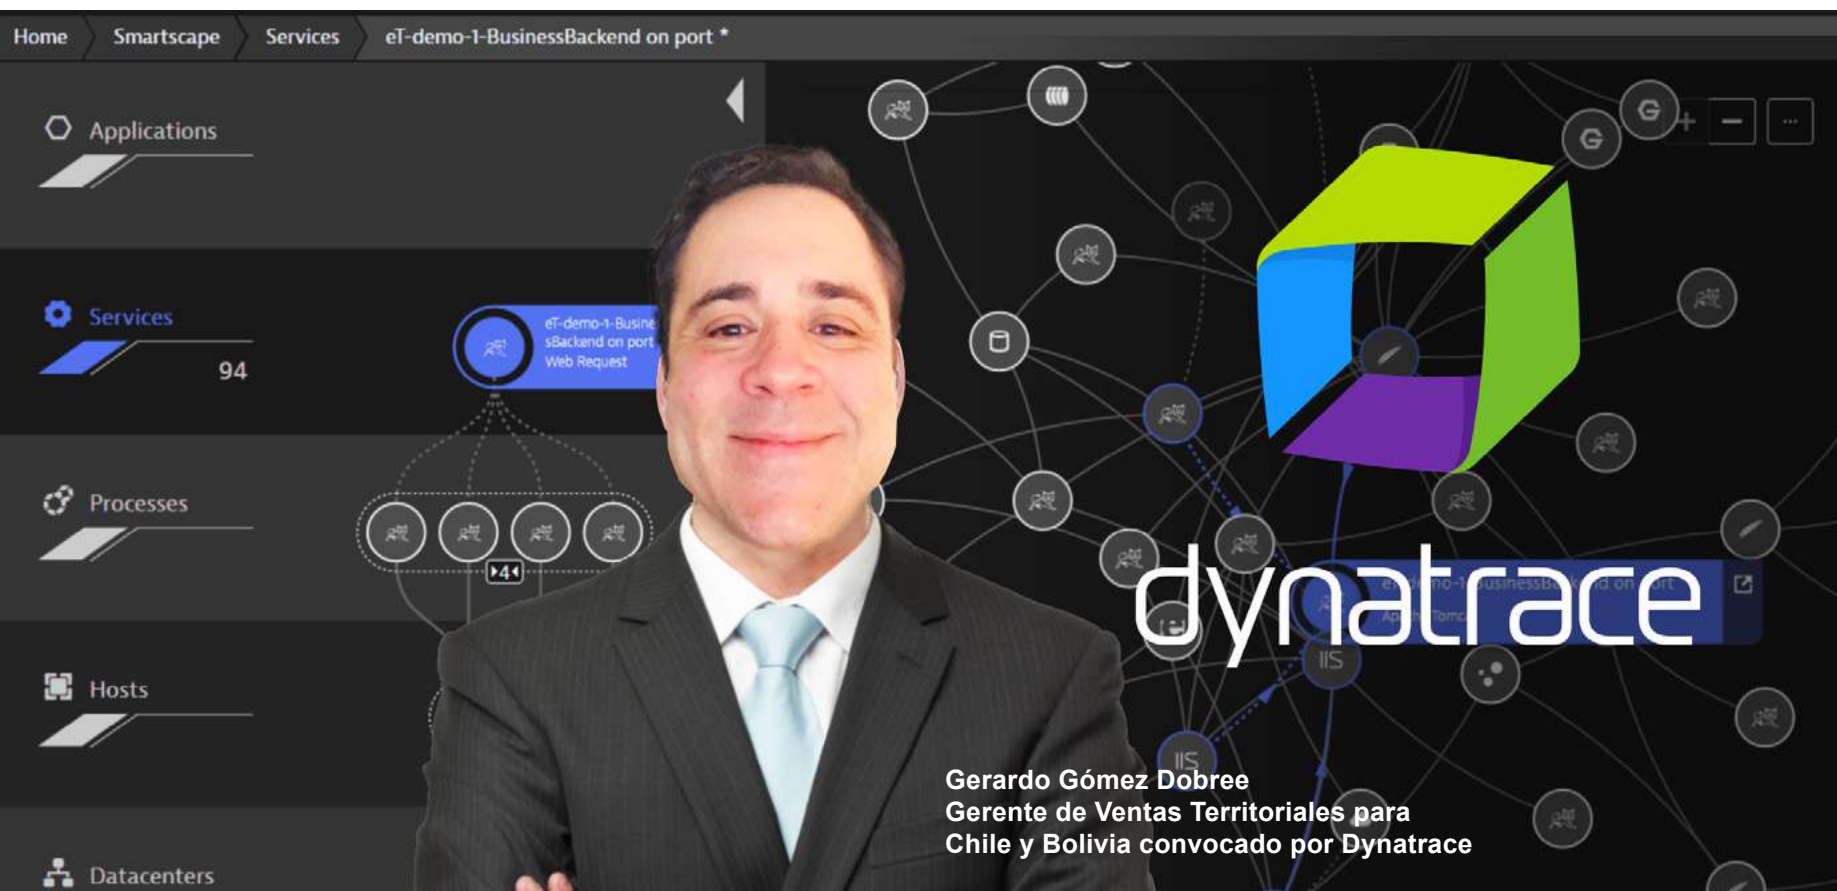 Home
Smartscape
Services
eT-demo-1-BusinessBackend on port *
Applications
Services
94
eT-demo-1-Busine
sBackend on port
Web Request
Processes
4
Hosts
Datacenters
dynatrace
IIS
IIS
Gerardo Gómez Dobree
Gerente de Ventas Territoriales para
Chile y Bolivia convocado por Dynatrace